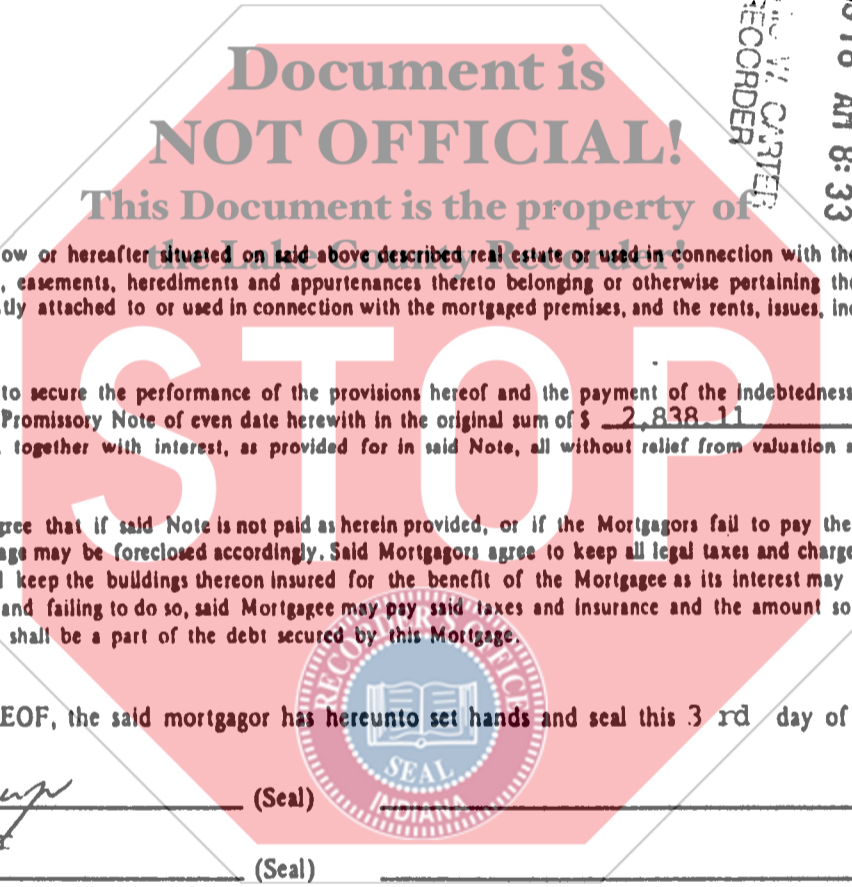 Document is
NOT OFFICIAL!
This Document is the property of
the Lake County Recorder!
CARTER
RECORDER
AM 8:33
ow or hereafter situated on said above described real estate or used in connection with the
, easements, herediments and appurtenances thereto belonging or otherwise pertaining the
tly attached to or used in connection with the mortgaged premises, and the rents, issues, in
to secure the performance of the provisions hereof and the payment of the indebtedness
Promissory Note of even date herewith in the original sum of $ 2,838.11
together with interest, as provided for in said Note, all without relief from valuation a
STOP
gree that if said Note is not paid as herein provided, or if the Mortgagors fail to pay the
age may be foreclosed accordingly. Said Mortgagors agree to keep all legal taxes and charge
keep the buildings thereon insured for the benefit of the Mortgagee as its interest may
and failing to do so, said Mortgagee may pay said taxes and insurance and the amount so
shall be a part of the debt secured by this Mortgage.
EOF, the said mortgagor has hereunto set hands and seal this 3 rd day of
RECORDER'S OFFICE
SEAL
INDIANA
(Seal)
(Seal)